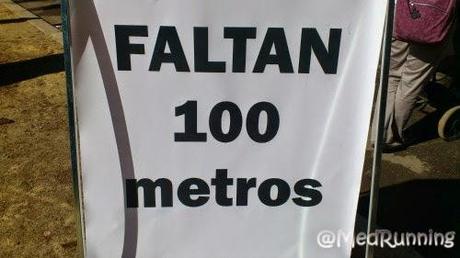 FALTAN
100
metros
@MedRunning